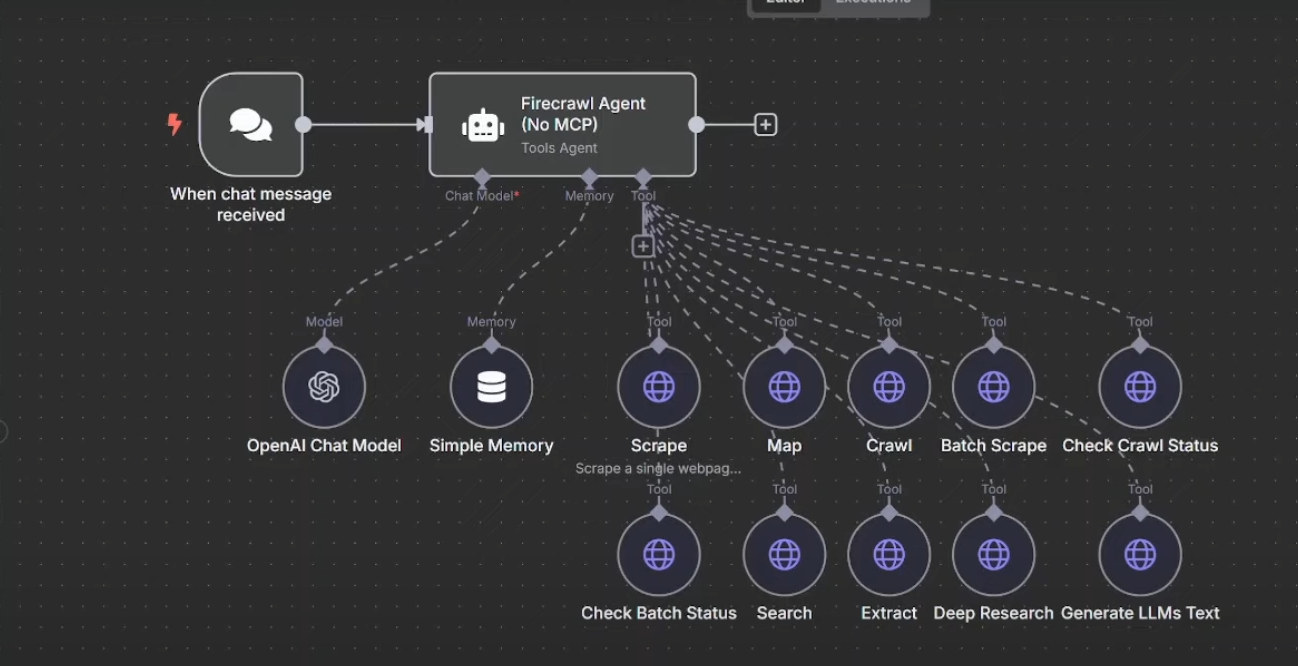 Editor
Executions
Firecrawl Agent
(No MCP)
Tools Agent
When chat message
received
Chat Model*
Memory
Tool
Model
Memory
Tool
Tool
Tool
Tool
Tool
OpenAI Chat Model
Simple Memory
Scrape
Map
Crawl
Batch Scrape
Check Crawl Status
Scrape a single webpag...
Tool
Tool
Tool
Tool
Tool
Check Batch Status
Search
Extract
Deep Research
Generate LLMs Text